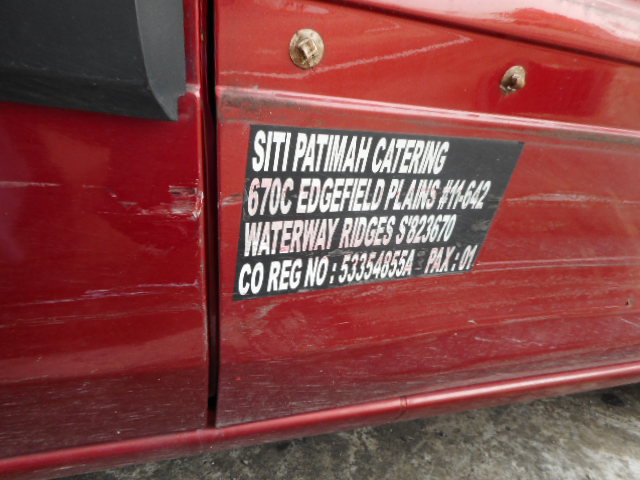 SITI PATIMAH CATERING
670C EDGEFIELD PLAINS #11-642
WATERWAY RIDGES S'823670
CO REG NO : 53354855A PAX : 01